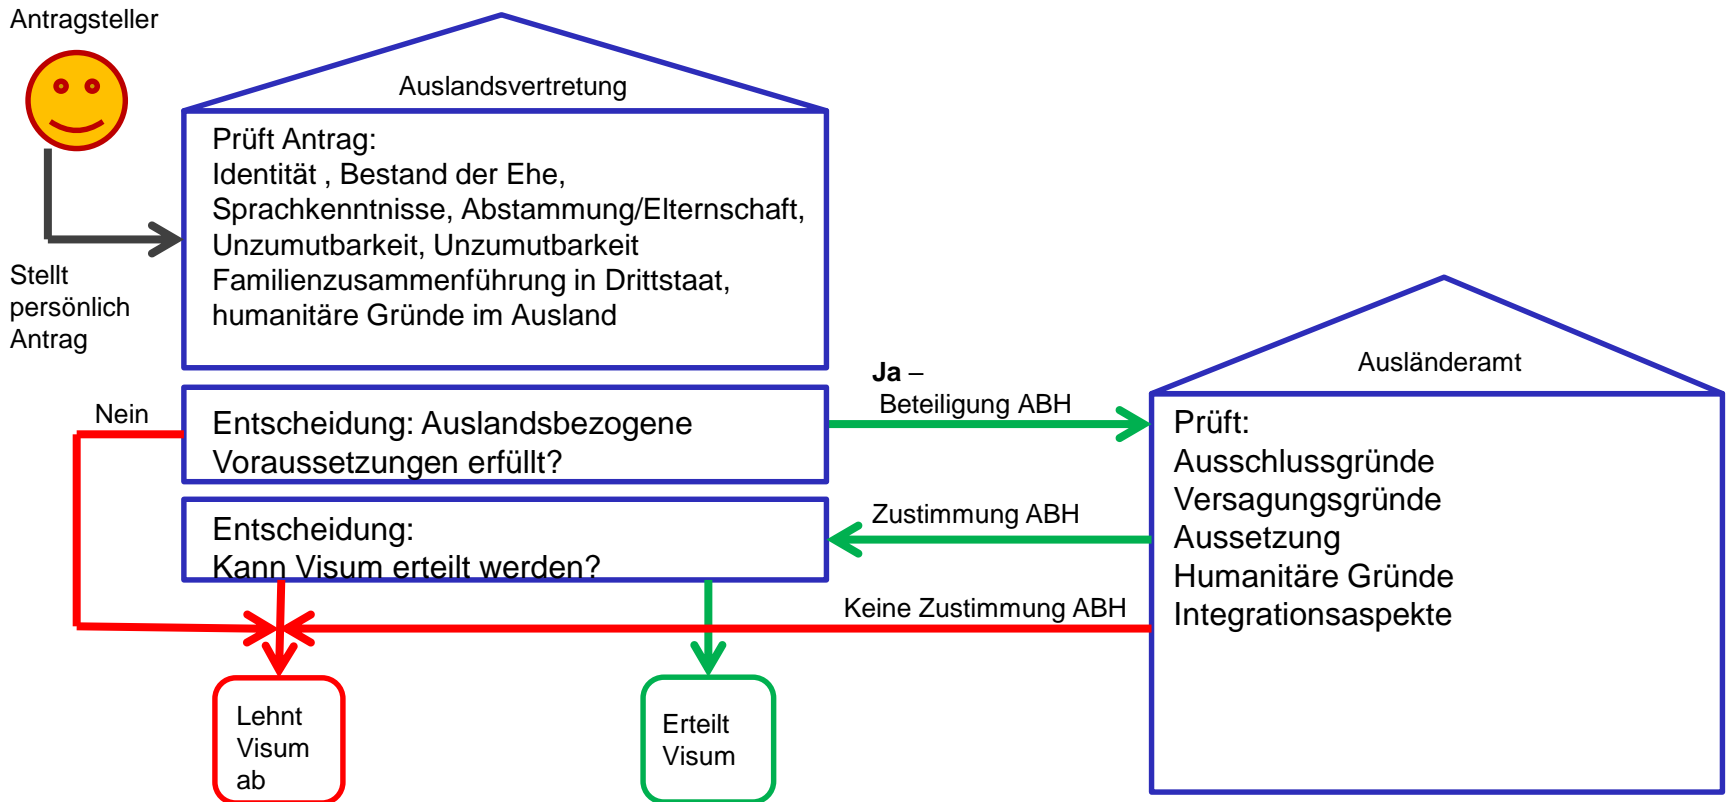 Antragsteller
Auslandsvertretung
Prüft Antrag:
Identität , Bestand der Ehe,
Sprachkenntnisse, Abstammung/Elternschaft,
Unzumutbarkeit, Unzumutbarkeit
Familienzusammenführung in Drittstaat,
humanitäre Gründe im Ausland
Stellt
persönlich
Antrag
Nein
Entscheidung: Auslandsbezogene
Voraussetzungen erfüllt?
Ja –
Beteiligung ABH
Ausländeramt
Prüft:
Ausschlussgründe
Versagungsgründe
Aussetzung
Humanitäre Gründe
Integrationsaspekte
Entscheidung:
Kann Visum erteilt werden?
Zustimmung ABH
Keine Zustimmung ABH
Lehnt
Visum
ab
Erteilt
Visum